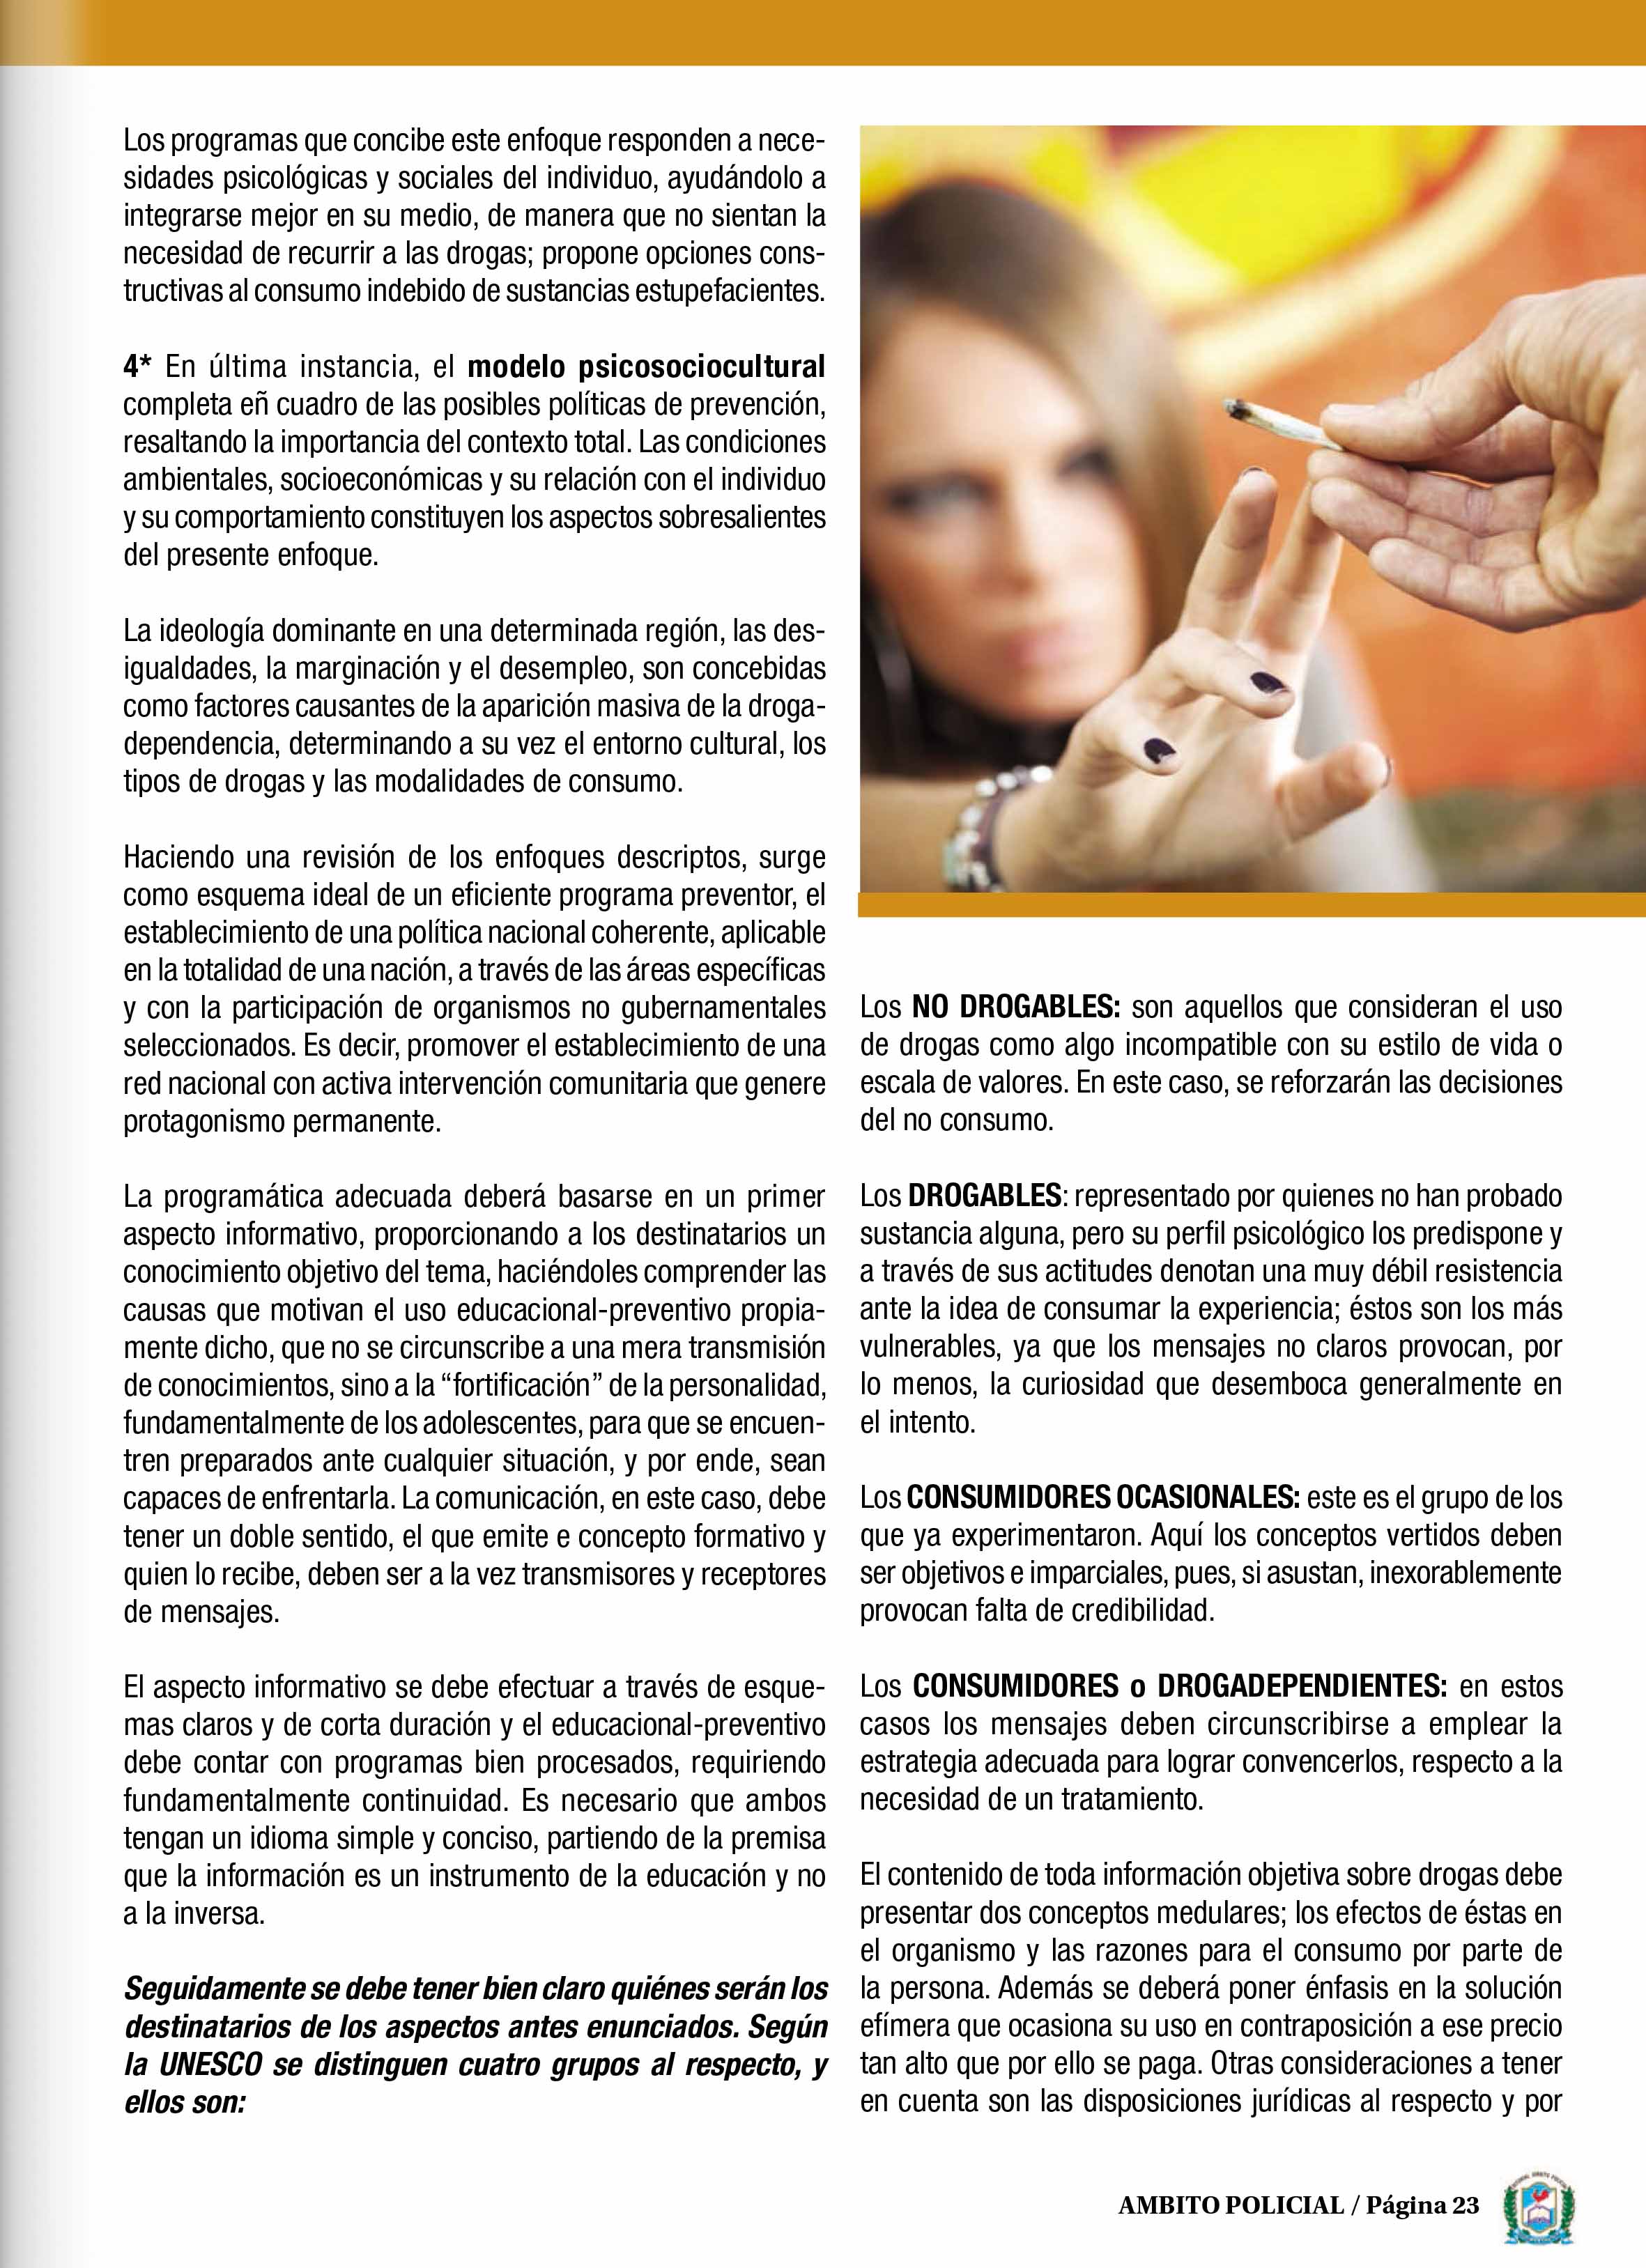 Los programas que concibe este enfoque responden a nece-
sidades psicológicas y sociales del individuo, ayudándolo a
integrarse mejor en su medio, de manera que no sientan la
necesidad de recurrir a las drogas; propone opciones cons-
tructivas al consumo indebido de sustancias estupefacientes.
4* En última instancia, el modelo psicosociocultural
completa eñ cuadro de las posibles políticas de prevención,
resaltando la importancia del contexto total. Las condiciones
ambientales, socioeconómicas y su relación con el individuo
y su comportamiento constituyen los aspectos sobresalientes
del presente enfoque.
La ideología dominante en una determinada región, las des-
igualdades, la marginación y el desempleo, son concebidas
como factores causantes de la aparición masiva de la droga-
dependencia, determinando a su vez el entorno cultural, los
tipos de drogas y las modalidades de consumo.
Haciendo una revisión de los enfoques descriptos, surge
como esquema ideal de un eficiente programa preventor, el
establecimiento de una política nacional coherente, aplicable
en la totalidad de una nación, a través de las áreas específicas
y con la participación de organismos no gubernamentales
seleccionados. Es decir, promover el establecimiento de una
red nacional con activa intervención comunitaria que genere
protagonismo permanente.
La programática adecuada deberá basarse en un primer
aspecto informativo, proporcionando a los destinatarios un
conocimiento objetivo del tema, haciéndoles comprender las
causas que motivan el uso educacional-preventivo propia-
mente dicho, que no se circunscribe a una mera transmisión
de conocimientos, sino a la “fortificación” de la personalidad,
fundamentalmente de los adolescentes, para que se encuen-
tren preparados ante cualquier situación, y por ende, sean
capaces de enfrentarla. La comunicación, en este caso, debe
tener un doble sentido, el que emite e concepto formativo y
quien lo recibe, deben ser a la vez transmisores y receptores
de mensajes.
El aspecto informativo se debe efectuar a través de esque-
mas claros y de corta duración y el educacional-preventivo
debe contar con programas bien procesados, requiriendo
fundamentalmente continuidad. Es necesario que ambos
tengan un idioma simple y conciso, partiendo de la premisa
que la información es un instrumento de la educación y no
a la inversa.
Seguidamente se debe tener bien claro quiénes serán los
destinatarios de los aspectos antes enunciados. Según
la UNESCO se distinguen cuatro grupos al respecto, y
ellos son:
Los NO DROGABLES: son aquellos que consideran el uso
de drogas como algo incompatible con su estilo de vida o
escala de valores. En este caso, se reforzarán las decisiones
del no consumo.
Los DROGABLES: representado por quienes no han probado
sustancia alguna, pero su perfil psicológico los predispone y
a través de sus actitudes denotan una muy débil resistencia
ante la idea de consumar la experiencia; éstos son los más
vulnerables, ya que los mensajes no claros provocan, por
lo menos, la curiosidad que desemboca generalmente en
el intento.
Los CONSUMIDORES OCASIONALES: este es el grupo de los
que ya experimentaron. Aquí los conceptos vertidos deben
ser objetivos e imparciales, pues, si asustan, inexorablemente
provocan falta de credibilidad.
Los CONSUMIDORES o DROGADEPENDIENTES: en estos
casos los mensajes deben circunscribirse a emplear la
estrategia adecuada para lograr convencerlos, respecto a la
necesidad de un tratamiento.
El contenido de toda información objetiva sobre drogas debe
presentar dos conceptos medulares; los efectos de éstas en
el organismo y las razones para el consumo por parte de
la persona. Además se deberá poner énfasis en la solución
efímera que ocasiona su uso en contraposición a ese precio
tan alto que por ello se paga. Otras consideraciones a tener
en cuenta son las disposiciones jurídicas al respecto y por
AMBITO POLICIAL / Página 23